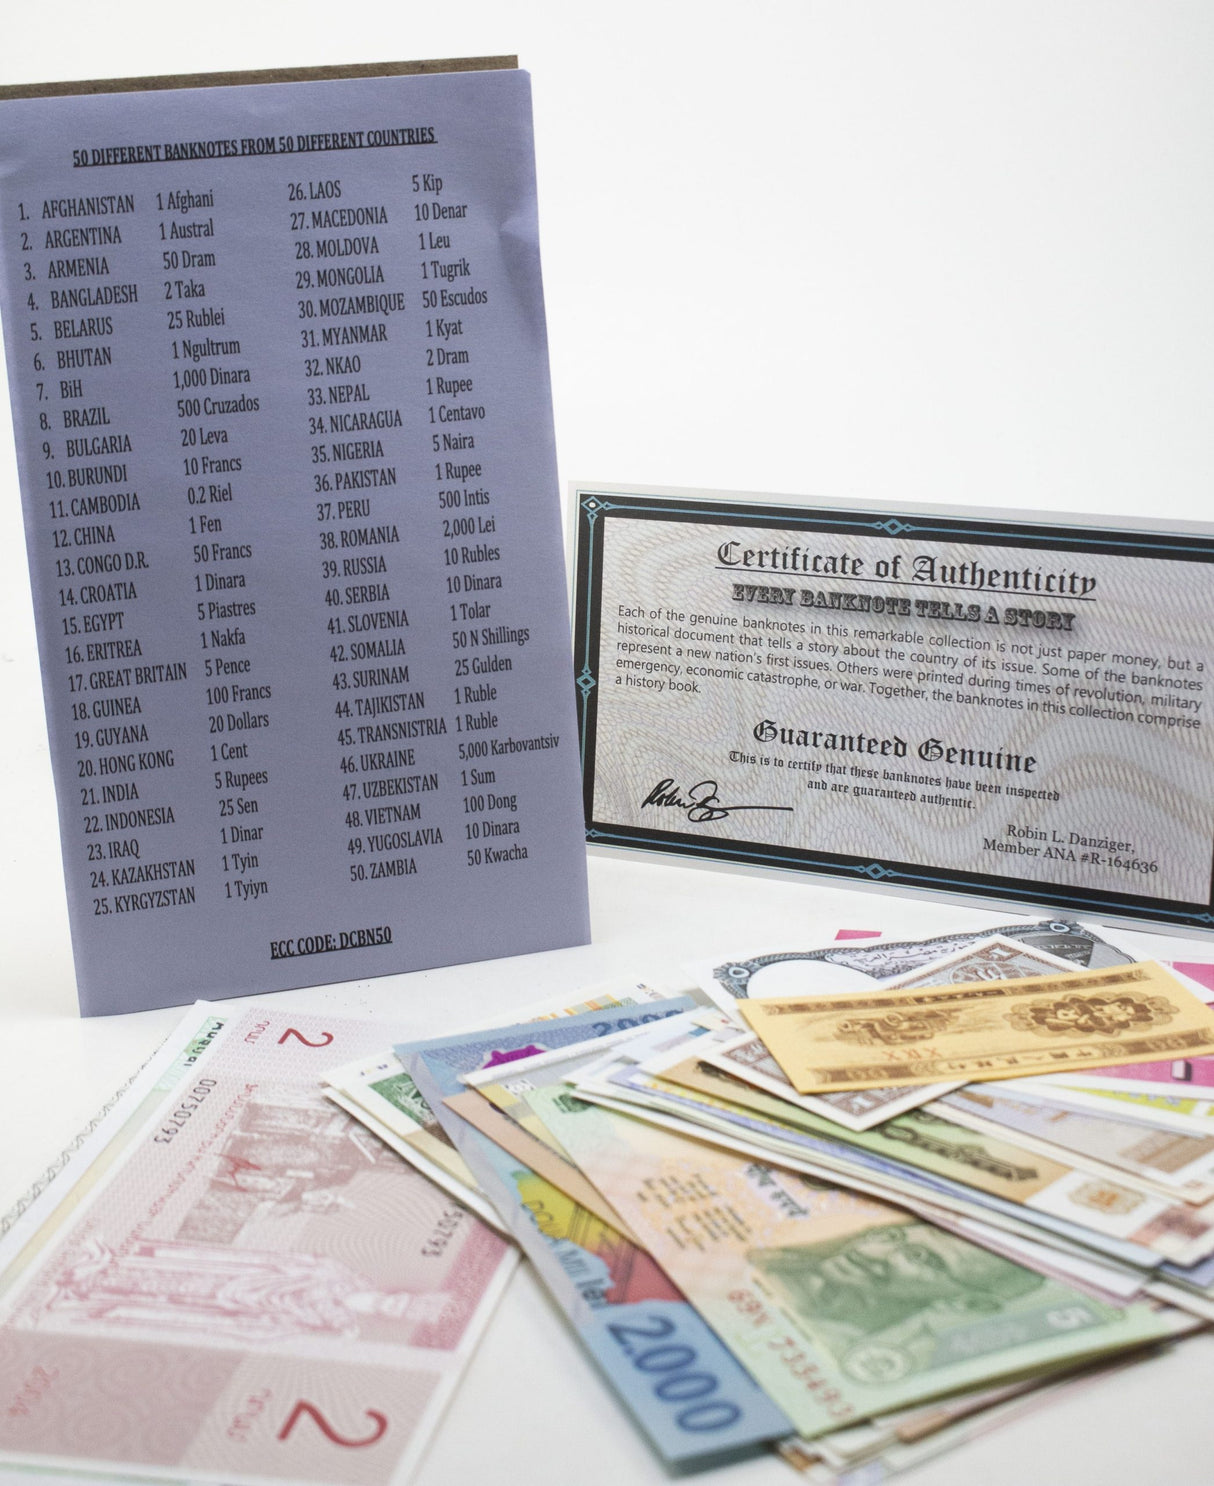 50 DIFFERENT BANKNOTES FROM 50 DIFFERENT COUNTRIES
1. AFGHANISTAN 1 Afghani
2. ARGENTINA 1 Austral
3. ARMENIA 50 Dram
4. BANGLADESH 2 Taka
5. BELARUS 25 Rublei
6. BHUTAN 1 Ngultrum
7. BiH 1,000 Dinara
8. BRAZIL 500 Cruzados
9. BULGARIA 20 Leva
10. BURUNDI 10 Francs
11. CAMBODIA 0.2 Riel
12. CHINA 1 Fen
13. CONGO D.R. 50 Francs
14. CROATIA 1 Dinara
15. EGYPT 5 Piastres
16. ERITREA 1 Nakfa
17. GREAT BRITAIN 5 Pence
18. GUINEA 100 Francs
19. GUYANA 20 Dollars
20. HONG KONG 1 Cent
21. INDIA 5 Rupees
22. INDONESIA 25 Sen
23. IRAQ 1 Dinar
24. KAZAKHSTAN 1 Tyin
25. KYRGYZSTAN 1 Tyiyn
26. LAOS 5 Kip
27. MACEDONIA 10 Denar
28. MOLDOVA 1 Leu
29. MONGOLIA 1 Tugrik
30. MOZAMBIQUE 50 Escudos
31. MYANMAR 1 Kyat
32. NKAO 2 Dram
33. NEPAL 1 Rupee
34. NICARAGUA 1 Centavo
35. NIGERIA 5 Naira
36. PAKISTAN 1 Rupee
37. PERU 500 Intis
38. ROMANIA 2,000 Lei
39. RUSSIA 10 Rubles
40. SERBIA 10 Dinara
41. SLOVENIA 1 Tolar
42. SOMALIA 50 N Shillings
43. SURINAM 25 Gulden
44. TAJIKISTAN 1 Ruble
45. TRANSNISTRIA 1 Ruble
46. UKRAINE 5,000 Karbovantsiv
47. UZBEKISTAN 1 Sum
48. VIETNAM 100 Dong
49. YUGOSLAVIA 10 Dinara
50. ZAMBIA 50 Kwacha
ECC CODE: DCBN50
Certificate of Authenticity
EVERY BANKNOTE TELLS A STORY
Each of the genuine banknotes in this remarkable collection is not just paper money, but a
historical document that tells a story about the country of its issue. Some of the banknotes
represent a new nation's first issues. Others were printed during times of revolution, military
emergency, economic catastrophe, or war. Together, the banknotes in this collection comprise
a history book.
Guaranteed Genuine
This is to certify that these banknotes have been inspected
and are guaranteed authentic.
Robin L. Danziger,
Member ANA #R-164636
2
00750793
50793
2
2004
2000
2.000
69N 735493
5
1
XBX